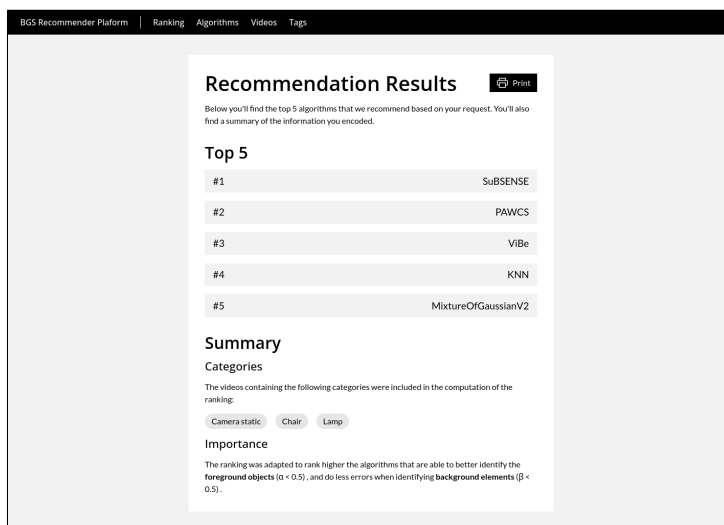 BGS Recommender Plaform | Ranking Algorithms Videos Tags
Recommendation Results
Print
Below you'll find the top 5 algorithms that we recommend based on your request. You'll also
find a summary of the information you encoded.
Top 5
#1 SuBSENSE
#2 PAWCS
#3 ViBe
#4 KNN
#5 MixtureOfGaussianV2
Summary
Categories
The videos containing the following categories were included in the computation of the
ranking:
Camera static Chair Lamp
Importance
The ranking was adapted to rank higher the algorithms that are able to better identify the
foreground objects (α < 0.5) , and do less errors when identifying background elements (β <
0.5) .